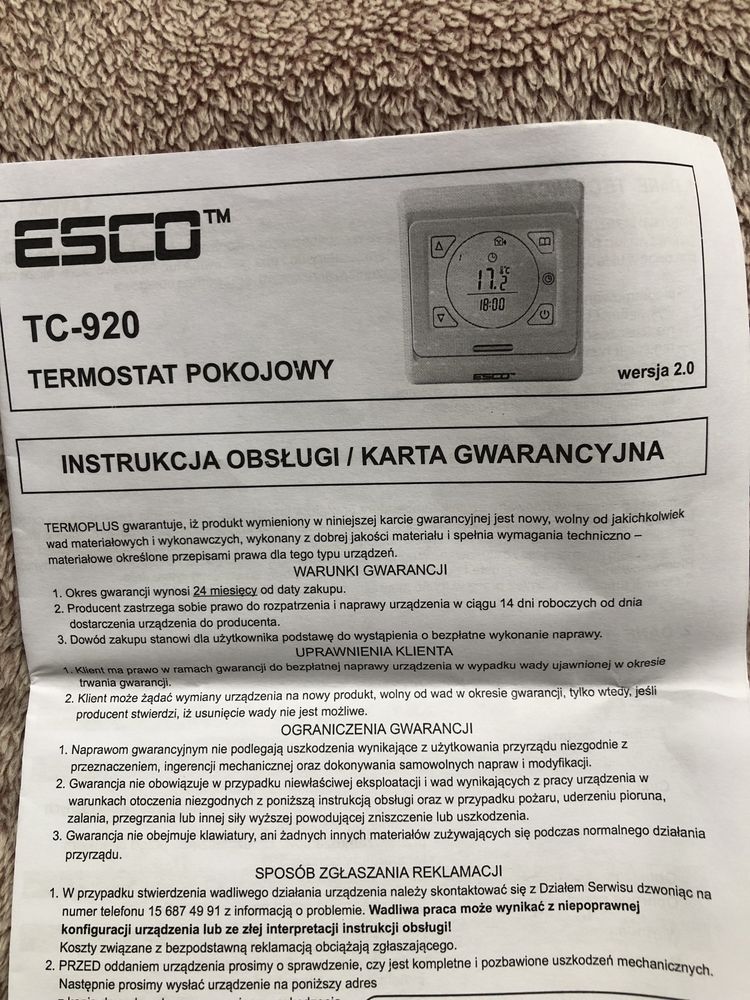 ESCO™
TC-920
TERMOSTAT POKOJOWY
17.2 °C
18:00
ESCO™
wersja 2.0
INSTRUKCJA OBSŁUGI / KARTA GWARANCYJNA
TERMOPLUS gwarantuje, iż produkt wymieniony w niniejszej karcie gwarancyjnej jest nowy, wolny od jakichkolwiek
wad materiałowych i wykonawczych, wykonany z dobrej jakości materiału i spełnia wymagania techniczno –
materiałowe określone przepisami prawa dla tego typu urządzeń.
WARUNKI GWARANCJI
1. Okres gwarancji wynosi 24 miesięcy od daty zakupu.
2. Producent zastrzega sobie prawo do rozpatrzenia i naprawy urządzenia w ciągu 14 dni roboczych od dnia
dostarczenia urządzenia do producenta.
3. Dowód zakupu stanowi dla użytkownika podstawę do wystąpienia o bezpłatne wykonanie naprawy.
UPRAWNIENIA KLIENTA
1. Klient ma prawo w ramach gwarancji do bezpłatnej naprawy urządzenia w wypadku wady ujawnionej w okresie
trwania gwarancji.
2. Klient może żądać wymiany urządzenia na nowy produkt, wolny od wad w okresie gwarancji, tylko wtedy, jeśli
producent stwierdzi, iż usunięcie wady nie jest możliwe.
OGRANICZENIA GWARANCJI
1. Naprawom gwarancyjnym nie podlegają uszkodzenia wynikające z użytkowania przyrządu niezgodnie z
przeznaczeniem, ingerencji mechanicznej oraz dokonywania samowolnych napraw i modyfikacji.
2. Gwarancja nie obowiązuje w przypadku niewłaściwej eksploatacji i wad wynikających z pracy urządzenia w
warunkach otoczenia niezgodnych z poniższą instrukcją obsługi oraz w przypadku pożaru, uderzeniu pioruna,
zalania, przegrzania lub innej siły wyższej powodującej zniszczenie lub uszkodzenia.
3. Gwarancja nie obejmuje klawiatury, ani żadnych innych materiałów zużywających się podczas normalnego działania
przyrządu.
SPOSÓB ZGŁASZANIA REKLAMACJI
1. W przypadku stwierdzenia wadliwego działania urządzenia należy skontaktować się z Działem Serwisu dzwoniąc na
numer telefonu 15 687 49 91 z informacją o problemie. Wadliwa praca może wynikać z niepoprawnej
konfiguracji urządzenia lub ze złej interpretacji instrukcji obsługi!
Koszty związane z bezpodstawną reklamacją obciążają zgłaszającego.
2. PRZED oddaniem urządzenia prosimy o sprawdzenie, czy jest kompletne i pozbawione uszkodzeń mechanicznych.
Następnie prosimy wysłać urządzenie na poniższy adres